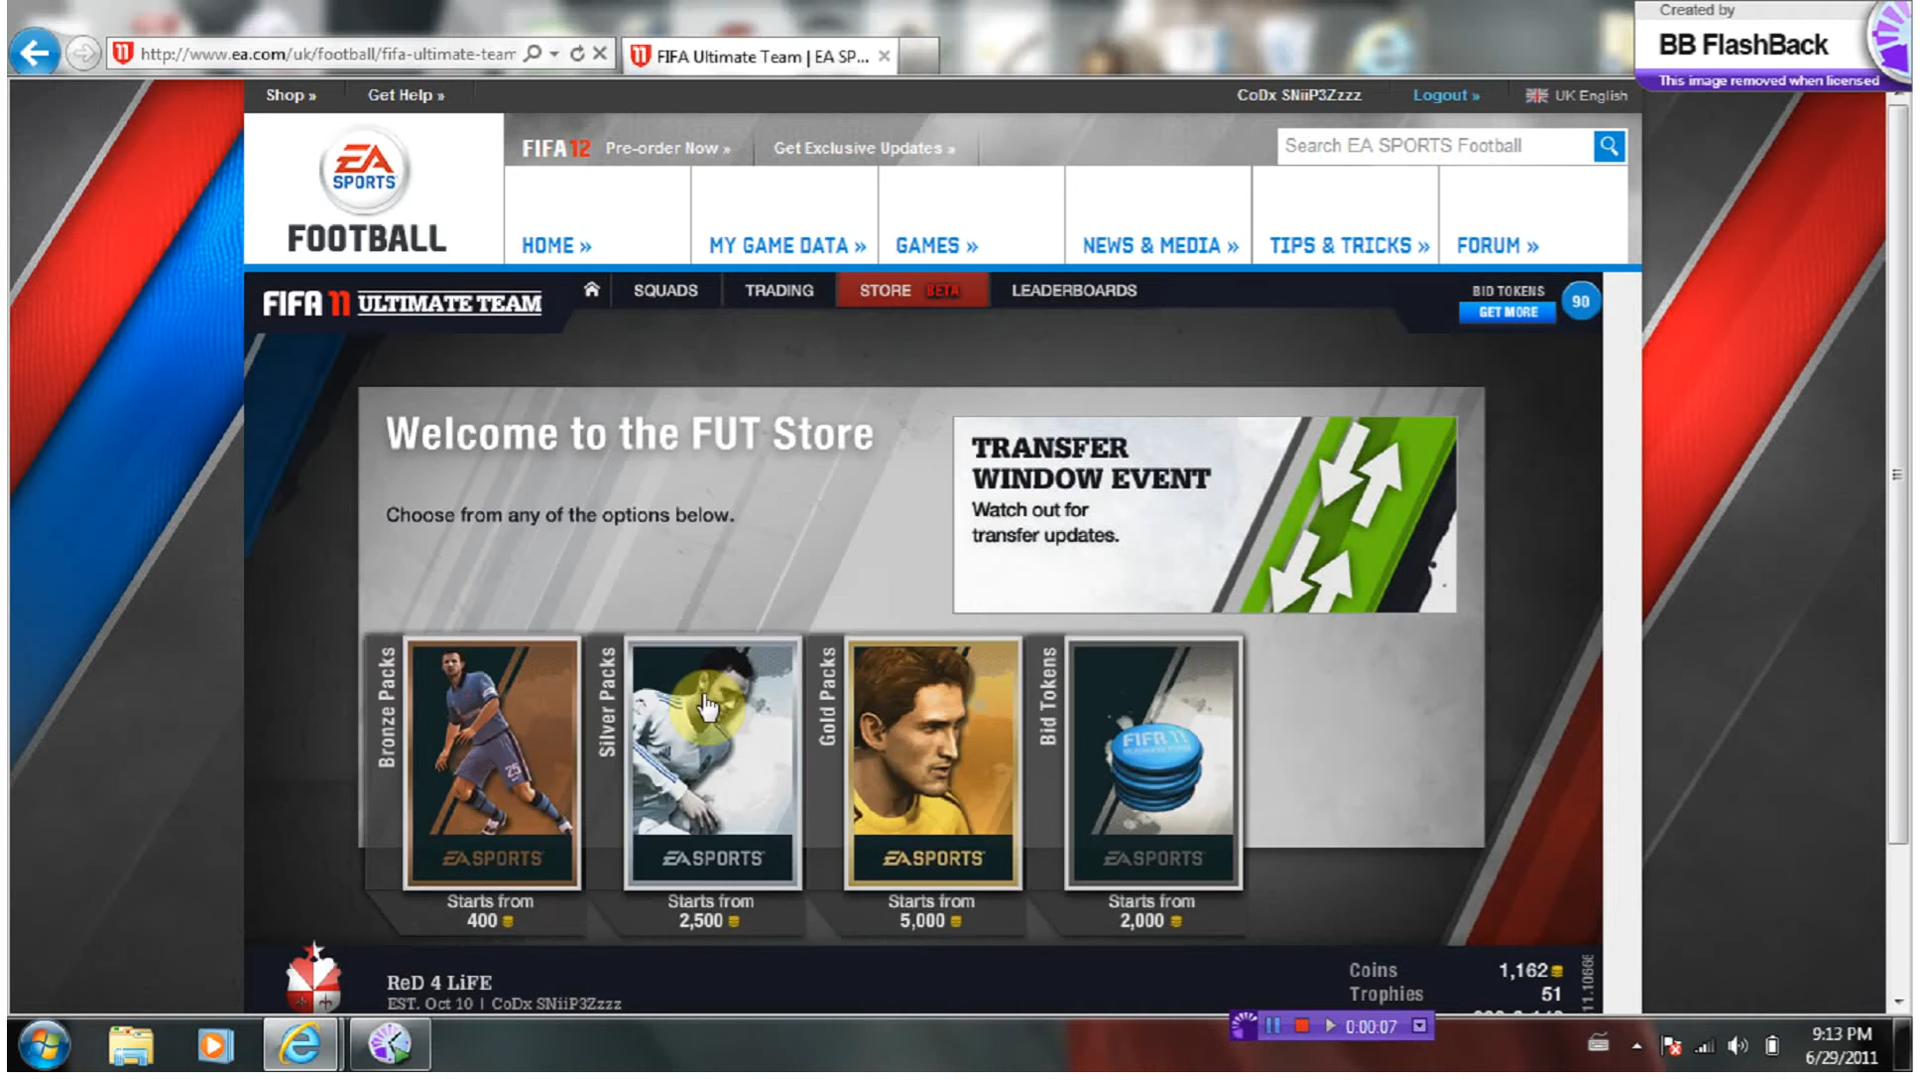 Created by
BB FlashBack
This image removed when licensed
http://www.ea.com/uk/football/fifa-ultimate-team
FIFA Ultimate Team | EA SP...
Shop »
Get Help »
CoDx SNiiP3Zzzz
Logout »
UK English
EA SPORTS
FOOTBALL
FIFA 12 Pre-order Now »
Get Exclusive Updates »
Search EA SPORTS Football
HOME »
MY GAME DATA »
GAMES »
NEWS & MEDIA »
TIPS & TRICKS »
FORUM »
FIFA 11 ULTIMATE TEAM
SQUADS
TRADING
STORE BETA
LEADERBOARDS
BID TOKENS
GET MORE
90
Welcome to the FUT Store
Choose from any of the options below.
TRANSFER
WINDOW EVENT
Watch out for
transfer updates.
Bronze Packs
25
EA SPORTS
Starts from
400
Silver Packs
EA SPORTS
Starts from
2,500
Gold Packs
EA SPORTS
Starts from
5,000
Bid Tokens
FIFA 11
EA SPORTS
Starts from
2,000
ReD 4 LiFE
EST. Oct 10 | CoDx SNiiP3Zzzz
Coins 1,162
Trophies 51
0:00:07
9:13 PM
6/29/2011